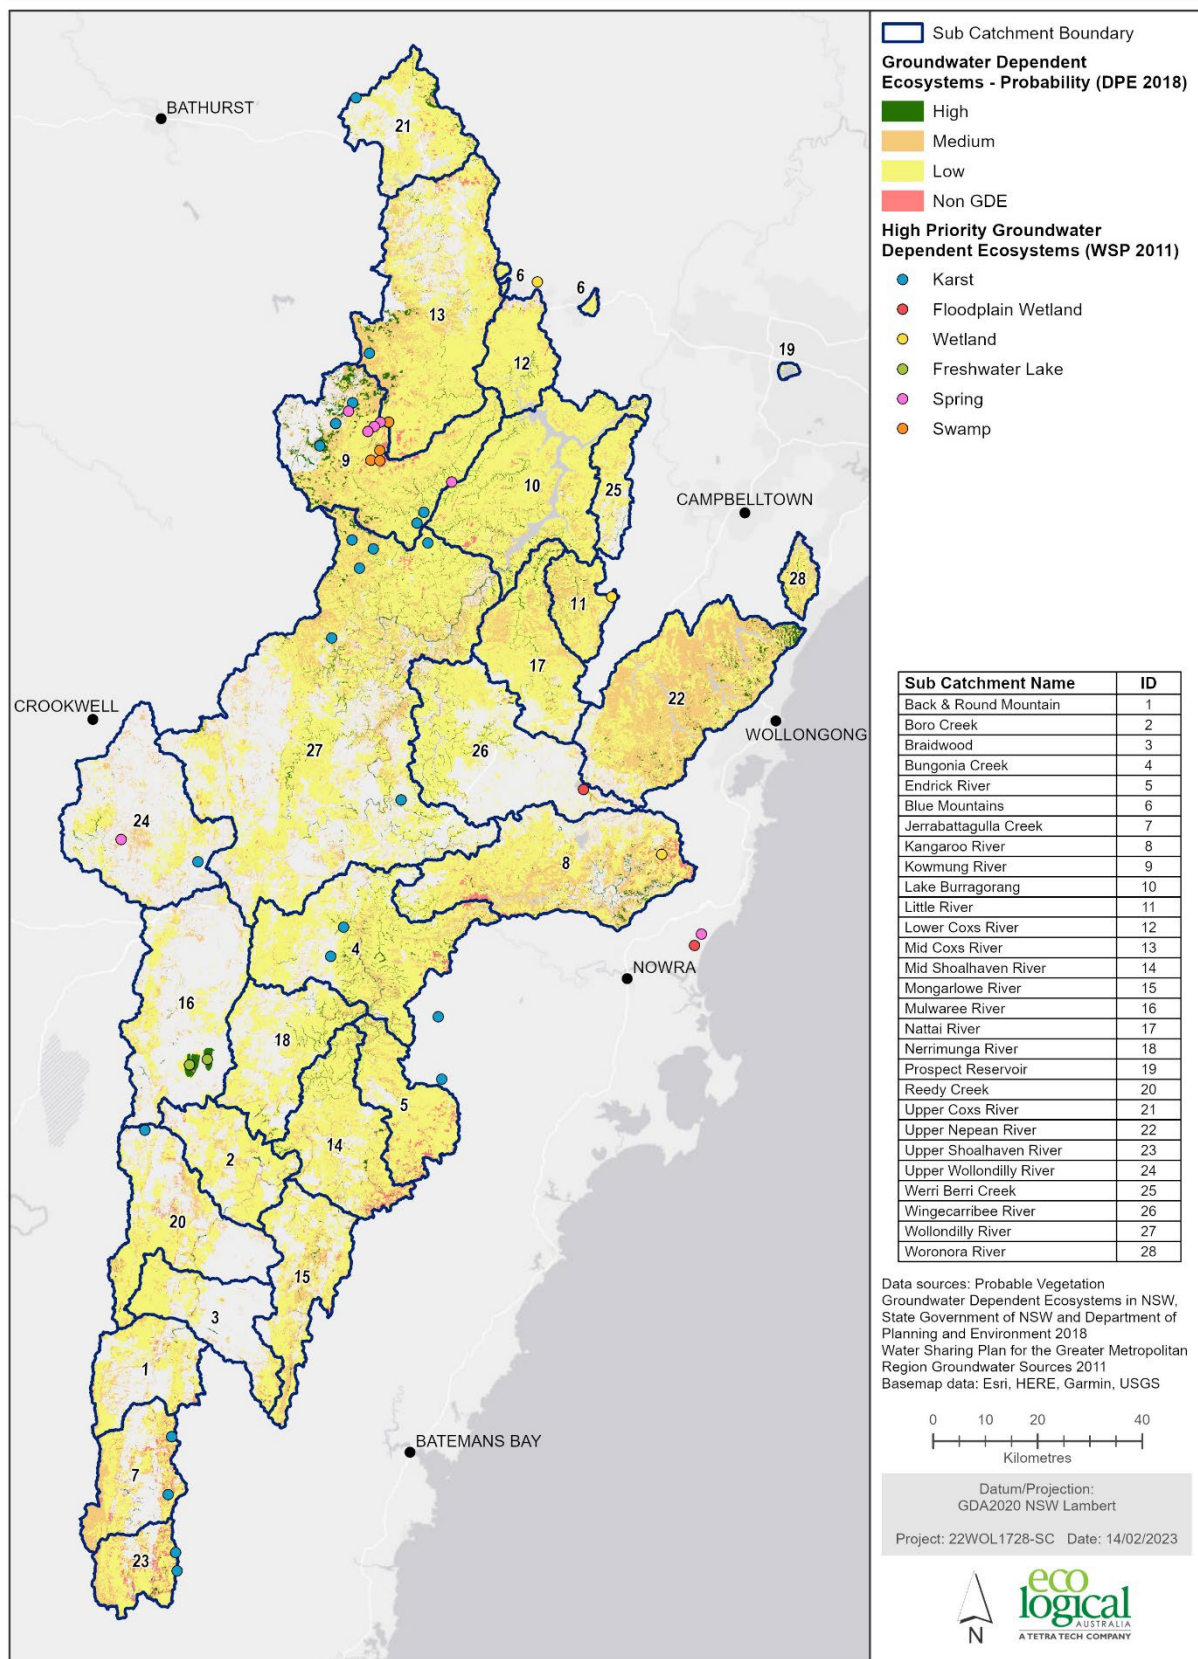 BATHURST
21
6
6
13
19
12
9
10
25
CAMPBELLTOWN
28
11
17
CROOKWELL
22
WOLLONGONG
27
26
24
8
4
NOWRA
16
18
5
14
2
20
15
3
1
BATEMANS BAY
7
23
Sub Catchment Boundary
Groundwater Dependent
Ecosystems - Probability (DPE 2018)
High
Medium
Low
Non GDE
High Priority Groundwater
Dependent Ecosystems (WSP 2011)
Karst
Floodplain Wetland
Wetland
Freshwater Lake
Spring
Swamp
Sub Catchment Name ID
Back & Round Mountain 1
Boro Creek 2
Braidwood 3
Bungonia Creek 4
Endrick River 5
Blue Mountains 6
Jerrabattagulla Creek 7
Kangaroo River 8
Kowmung River 9
Lake Burragorang 10
Little River 11
Lower Coxs River 12
Mid Coxs River 13
Mid Shoalhaven River 14
Mongarlowe River 15
Mulwaree River 16
Nattai River 17
Nerrimunga River 18
Prospect Reservoir 19
Reedy Creek 20
Upper Coxs River 21
Upper Nepean River 22
Upper Shoalhaven River 23
Upper Wollondilly River 24
Werri Berri Creek 25
Wingecarribee River 26
Wollondilly River 27
Woronora River 28
Data sources: Probable Vegetation
Groundwater Dependent Ecosystems in NSW,
State Government of NSW and Department of
Planning and Environment 2018
Water Sharing Plan for the Greater Metropolitan
Region Groundwater Sources 2011
Basemap data: Esri, HERE, Garmin, USGS
0 10 20 40
Kilometres
Datum/Projection:
GDA2020 NSW Lambert
Project: 22WOL1728-SC Date: 14/02/2023
N
eco
logical
AUSTRALIA
A TETRA TECH COMPANY